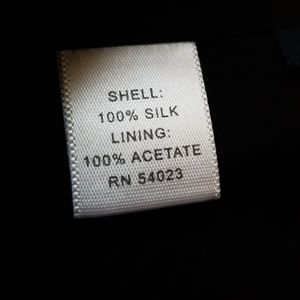 SHELL:
100% SILK
LINING:
100% ACETATE
RN 54023